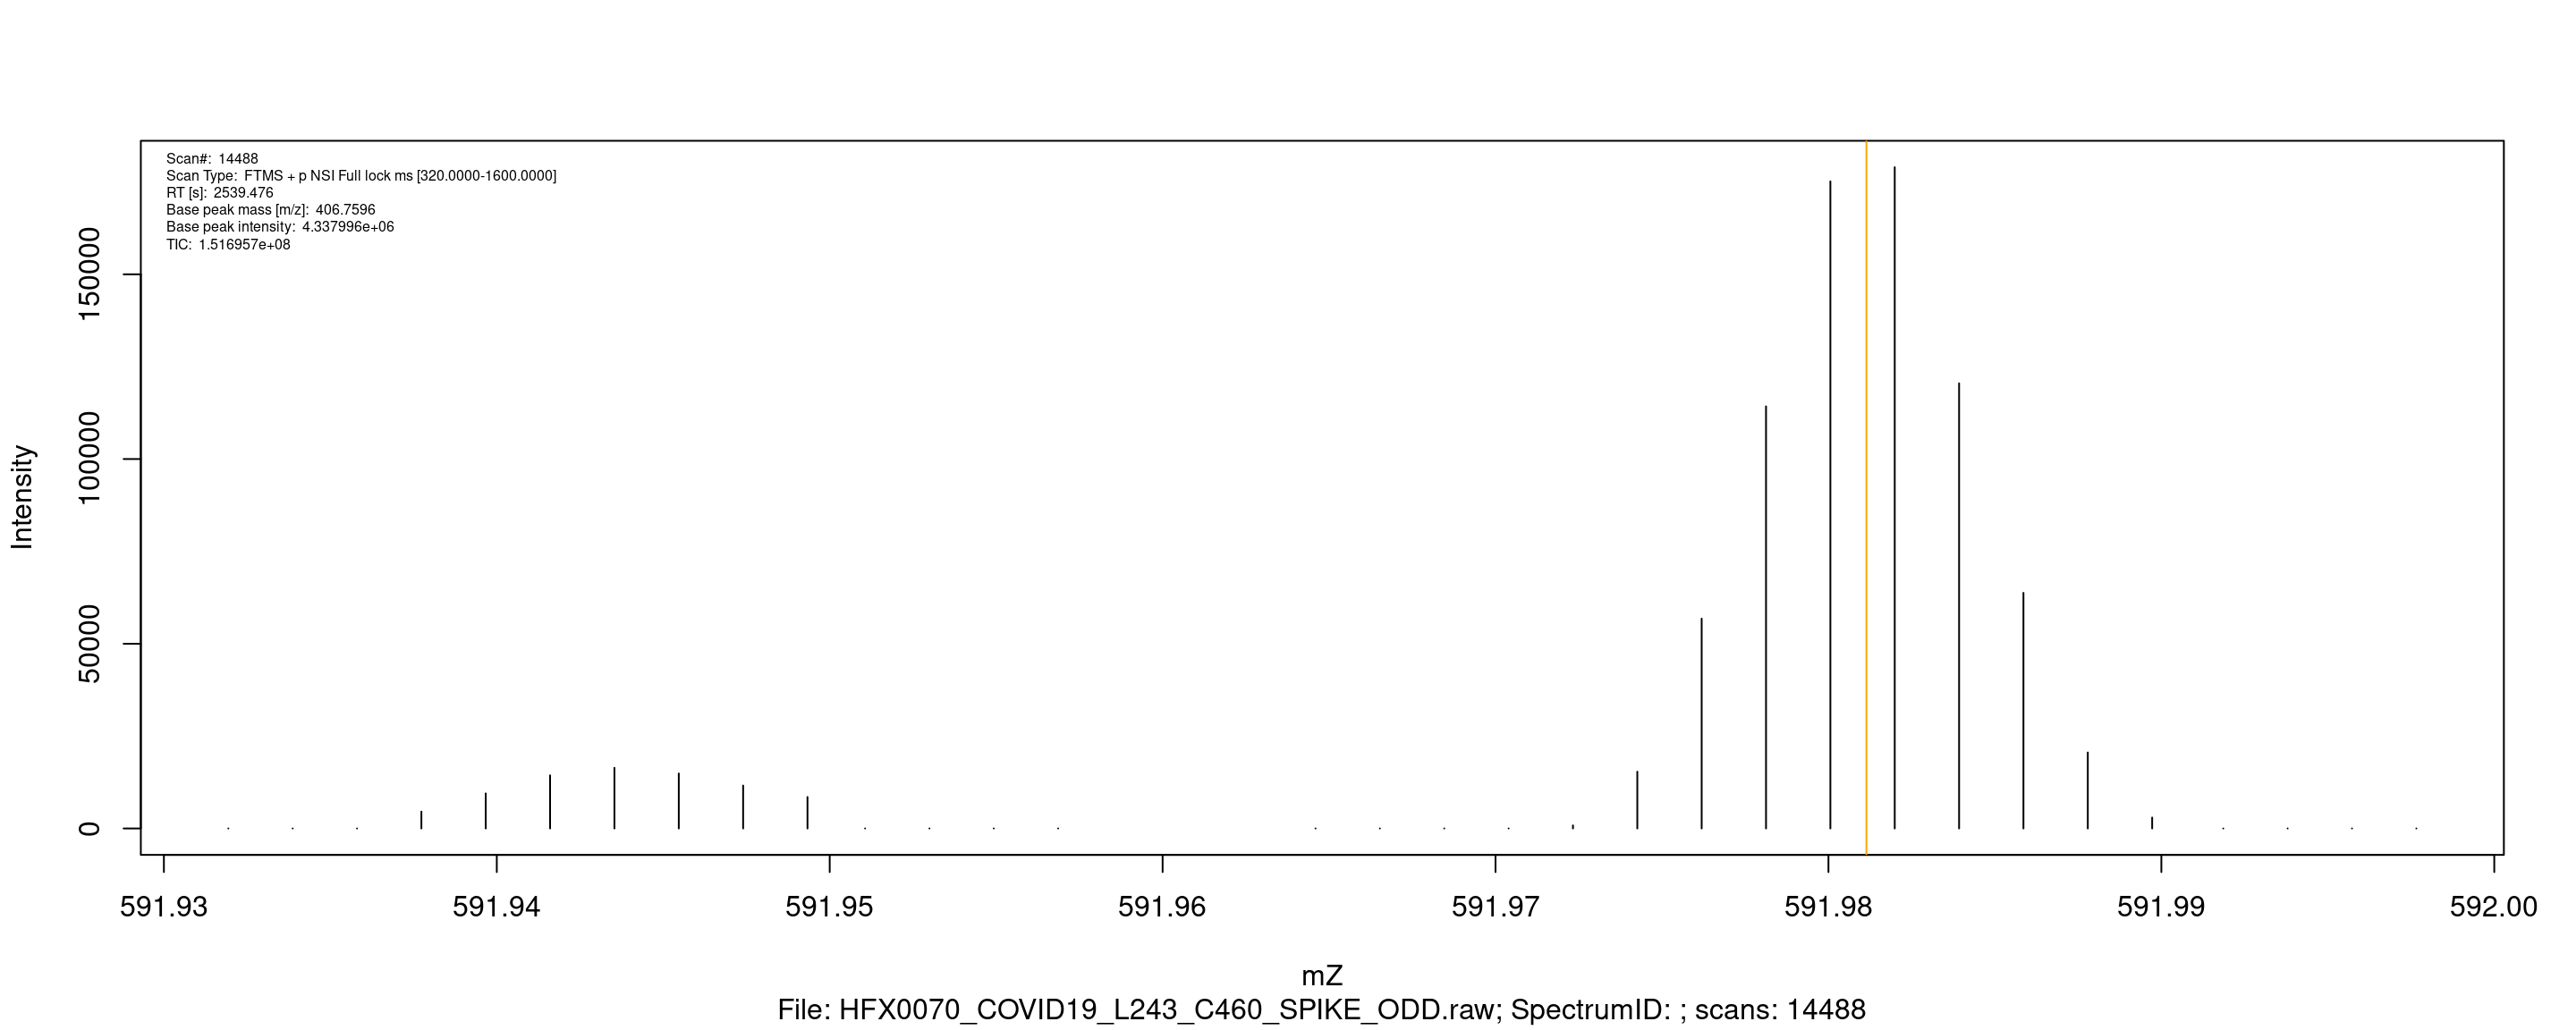 Scan#: 14488
Scan Type: FTMS + p NSI Full lock ms [320.0000-1600.0000]
RT [s]: 2539.476
Base peak mass [m/z]: 406.7596
Base peak intensity: 4.337996e+06
TIC: 1.516957e+08
150000
100000
50000
0
Intensity
591.93 591.94 591.95 591.96 591.97 591.98 591.99 592.00
mZ
File: HFX0070_COVID19_L243_C460_SPIKE_ODD.raw; SpectrumID: ; scans: 14488